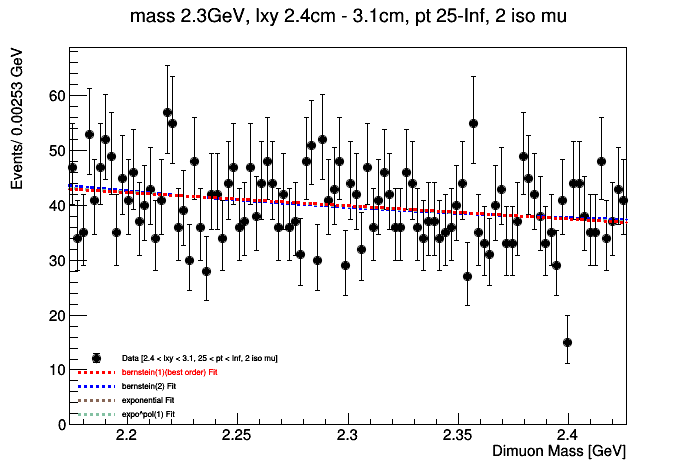 mass 2.3GeV, lxy 2.4cm - 3.1cm, pt 25-Inf, 2 iso mu
Events/ 0.00253 GeV
60
50
40
30
20
10
0
Data [2.4 < lxy < 3.1, 25 < pt < Inf, 2 iso mu]
bernstein(1)(best order) Fit
bernstein(2) Fit
exponential Fit
expo*pol(1) Fit
2.2 2.25 2.3 2.35 2.4
Dimuon Mass [GeV]